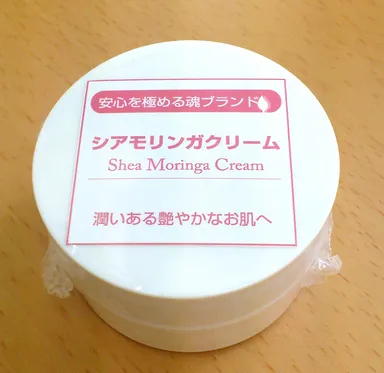 安心を極める魂ブランド
シアモリンガクリーム
Shea Moringa Cream
潤いある艶やかなお肌へ